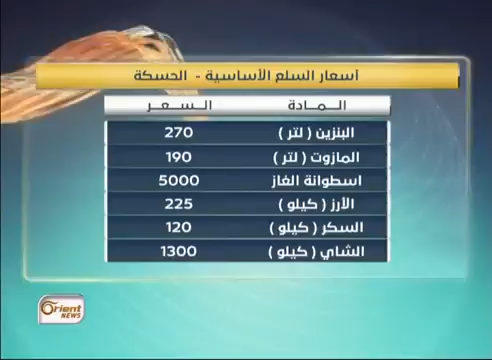 أسعار السلع الأساسية - الحسكة
المادة السعر
البنزين ( لتر ) 270
المازوت ( لتر ) 190
اسطوانة الغاز 5000
الأرز ( كيلو ) 225
السكر ( كيلو ) 120
الشاي ( كيلو ) 1300
Orient
NEWS